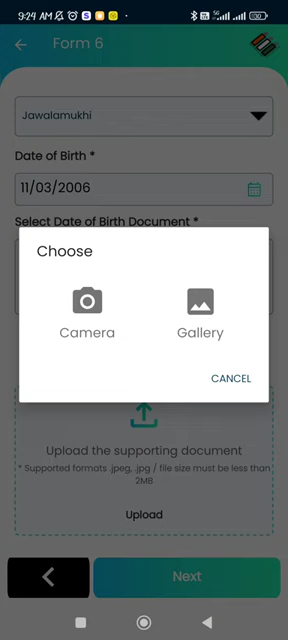 9:24 AM
Form 6
Jawalamukhi
Date of Birth *
11/03/2006
Select Date of Birth Document *
Choose
Camera
Gallery
CANCEL
Upload the supporting document
* Supported formats .jpeg, .jpg / file size must be less than
2MB
Upload
Next